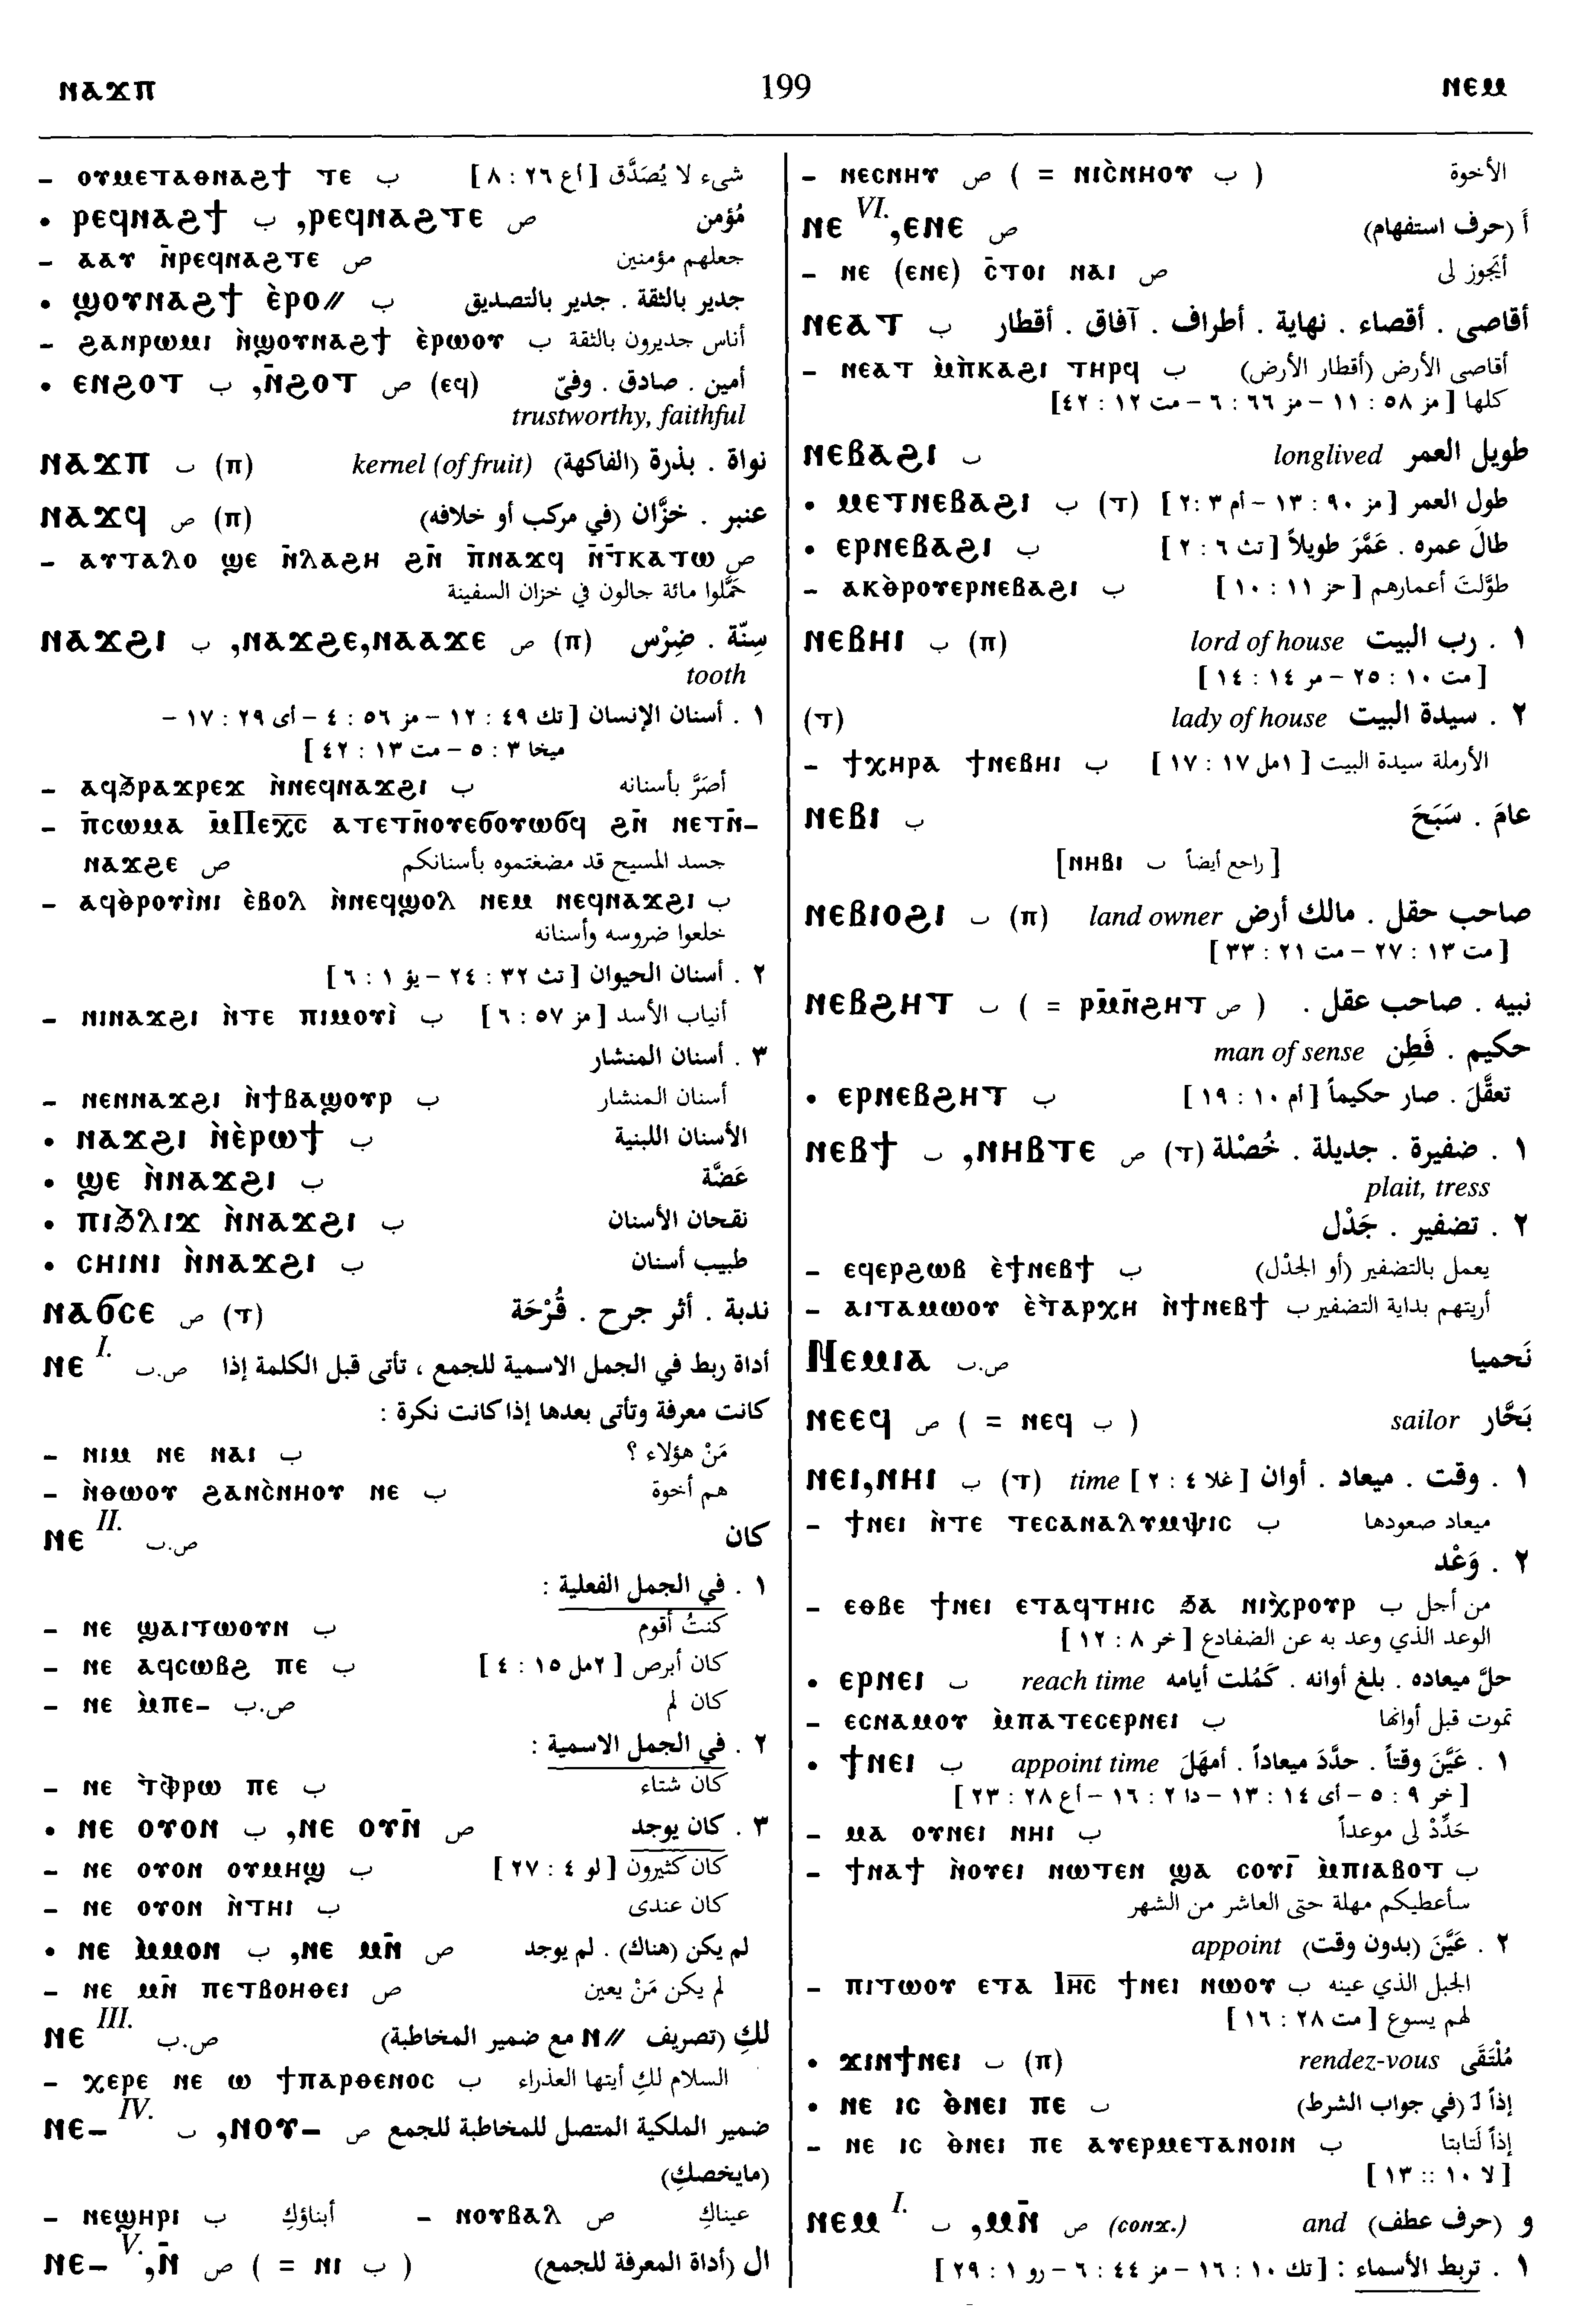 ⲛⲁϫⲡ 199 ⲛⲉⲙ
– ⲟⲩⲙⲉⲧⲁⲑⲛⲁϩϯ ⲧⲉ ب شىء لا يُصَدَّق [أع ٢٦ : ٨]
• ⲣⲉϥⲛⲁϩϯ ب ,ⲣⲉϥⲛⲁϩⲧⲉ ص مُؤمن
– ⲁⲁⲩ ⲛ̄ⲣⲉϥⲛⲁϩⲧⲉ ص جعلهم مؤمنين
• ϣⲟⲩⲛⲁϩϯ ⲉ̀ⲣⲟ// ب جدير بالثقة . جدير بالتصديق
– ϩⲁⲛⲣⲱⲙⲓ ⲛ̀ϣⲟⲩⲛⲁϩϯ ⲉ̀ⲣⲱⲟⲩ ب أناس جديرون بالثقة
• ⲉⲛϩⲟⲧ ب ,ⲛ̄ϩⲟⲧ ص (ⲉϥ) أمين . صادق . وفىّ
trustworthy, faithful
ⲛⲁϫⲡ ب (ⲡ) kernel (of fruit) نواة . بذرة (الفاكهة)
ⲛⲁϫϥ ص (ⲡ) عنبر . خزَّان (في مركب أو خلافه)
– ⲁⲩⲧⲁⲗⲟ ϣⲉ ⲛ̄ⲗⲁϩⲏ ϩⲛ̄ ⲡ̄ⲛⲁϫϥ ⲛ̄ⲧ̄ⲕⲁⲧⲱ ص
حَمَّلوا مائة جالون في خزان السفينة
ⲛⲁϫϩⲓ ب ,ⲛⲁϫϩⲉ,ⲛⲁⲁϫⲉ ص (ⲡ) سِنّة . ضِرْس
tooth
١ . أسنان الإنسان [تك ٤٩ : ١٢ – مز ٥٦ : ٤ – أى ٢٩ : ١٧ –
ميخا ٣ : ٥ – مت ١٣ : ٤٢]
– ⲁϥϧⲣⲁϫⲣⲉϫ ⲛ̀ⲛⲉϥⲛⲁϫϩⲓ ب أصَرَّ بأسنانه
– ⲡ̄ⲥⲱⲙⲁ ⲙ̄Ⲡⲉⲭ̅ⲥ̅ ⲁⲧⲉⲧⲛ̄ⲟⲩⲉϭⲟⲩⲱϭϥ ϩⲛ̄ ⲛⲉⲧⲛ̄–
ⲛⲁϫϩⲉ ص جسد المسيح قد مضغتموه بأسنانكم
– ⲁϥⲑ̀ⲣⲟⲩⲓ̀ⲛⲓ ⲉ̀ⲃⲟⲗ ⲛ̀ⲛⲉϥϣⲟⲗ ⲛⲉⲙ ⲛⲉϥⲛⲁϫϩⲓ ب
خلعوا ضروسه وأسنانه
٢ . أسنان الحيوان [تث ٣٢ : ٢٤ – يؤ ١ : ٦]
– ⲛⲓⲛⲁϫϩⲓ ⲛ̀ⲧⲉ ⲡⲓⲙⲟⲩⲓ̀ ب أنياب الأسد [مز ٥٧ : ٦]
٣ . أسنان المنشار
– ⲛⲉⲛⲛⲁϫϩⲓ ⲛ̀ϯⲃⲁϣⲟⲩⲣ ب أسنان المنشار
• ⲛⲁϫϩⲓ ⲛ̀ⲉ̀ⲣⲱϯ ب الأسنان اللبنية
• ϣⲉ ⲛ̀ⲛⲁϫϩⲓ ب عَضَّة
• ⲡⲓϧⲗⲓϫ ⲛ̀ⲛⲁϫϩⲓ ب نقحان الأسنان
• ⲥⲏⲓⲛⲓ ⲛ̀ⲛⲁϫϩⲓ ب طبيب أسنان
ⲛⲁϭⲥⲉ ص (ⲧ) ندبة . أثر جرح . قُرْحَة
ⲛⲉ I. ص.ب أداة ربط في الجمل الاسمية للجمع ، تأتى قبل الكلمة إذا
كانت معرفة وتأتى بعدها إذا كانت نكرة :
– ⲛⲓⲙ ⲛⲉ ⲛⲁⲓ ب مَنْ هؤلاء ؟
– ⲛ̀ⲑⲱⲟⲩ ϩⲁⲛⲥ̀ⲛⲏⲟⲩ ⲛⲉ ب هم أخوة
ⲛⲉ II. ص.ب كان
١ . في الجمل الفعلية :
– ⲛⲉ ϣⲁⲓⲧⲱⲟⲩⲛ ب كنتُ أقوم
– ⲛⲉ ⲁϥⲥⲱⲃϩ ⲡⲉ ب كان أبرص [٢مل ١٥ : ٤]
– ⲛⲉ ⲙ̀ⲡⲉ– ص.ب كان لم
٢ . في الجمل الاسمية :
– ⲛⲉ ⲧ̀ⲫⲣⲱ ⲡⲉ ب كان شتاء
• ⲛⲉ ⲟⲩⲟⲛ ب ,ⲛⲉ ⲟⲩⲛ̄ ص ٣ . كان يوجد
– ⲛⲉ ⲟⲩⲟⲛ ⲟⲩⲙⲏϣ ب كان كثيرون [لو ٤ : ٢٧]
– ⲛⲉ ⲟⲩⲟⲛ ⲛ̀ⲧⲏⲓ ب كان عندى
• ⲛⲉ ⲙ̀ⲙⲟⲛ ب ,ⲛⲉ ⲙⲛ̄ ص لم يكن (هناك) . لم يوجد
– ⲛⲉ ⲙⲛ̄ ⲡⲉⲧⲃⲟⲏⲑⲉⲓ ص لم يكن مَنْ يعين
ⲛⲉ III. ص.ب لكِ (تصريف //ⲛ مع ضمير المخاطبة)
– ⲭⲉⲣⲉ ⲛⲉ ⲱ ϯⲡⲁⲣⲑⲉⲛⲟⲥ ب السلام لكِ أيتها العذراء
ⲛⲉ– IV. ب ,ⲛⲟⲩ– ص ضمير الملكية المتصل للمخاطبة للجمع
(مايخصكِ)
– ⲛⲉϣⲏⲣⲓ ب أبناؤكِ – ⲛⲟⲩⲃⲁⲗ ص عيناكِ
ⲛⲉ– V. ,ⲛ̄ ص ( = ⲛⲓ ب ) ال (أداة المعرفة للجمع)
– ⲛⲉⲥⲛⲏⲩ ص ( = ⲛⲓⲥ̀ⲛⲏⲟⲩ ب ) الأخوة
ⲛⲉ VI. ,ⲉⲛⲉ ص أ (حرف استفهام)
– ⲛⲉ (ⲉⲛⲉ) ⲥ̄ⲧⲟⲓ ⲛⲁⲓ ص أيَجوز لى
ⲛⲉⲁⲧ ب أقاصى . أقصاء . نهاية . أطراف . آفاق . أقطار
– ⲛⲉⲁⲧ ⲙ̀ⲡ̀ⲕⲁϩⲓ ⲧⲏⲣϥ ب أقاصى الأرض (أقطار الأرض)
كلها [مز ٥٨ : ١١ – مز ٦٦ : ٦ – مت ١٢ : ٤٢]
ⲛⲉⲃⲁϩⲓ ب longlived طويل العمر
• ⲙⲉⲧⲛⲉⲃⲁϩⲓ ب (ⲧ) طول العمر [مز ٩٠ : ١٣ – أم ٣ :٢]
• ⲉⲣⲛⲉⲃⲁϩⲓ ب طالَ عمره . عَمَّرَ طويلاً [تث ٦ : ٢]
– ⲁⲕⲑ̀ⲣⲟⲩⲉⲣⲛⲉⲃⲁϩⲓ ب طوَّلتَ أعمارهم [حز ١١ : ١٠]
ⲛⲉⲃⲏⲓ ب (ⲡ) lord of house ١ . رب البيت
[مت ١٠ : ٢٥ – مر ١٤ : ١٤]
(ⲧ) lady of house ٢ . سيدة البيت
– ϯⲭⲏⲣⲁ ϯⲛⲉⲃⲏⲓ ب الأرملة سيدة البيت [١مل ١٧ : ١٧]
ⲛⲉⲃⲓ ب عامَ . سَبَحَ
[راجع أيضاً ب ⲛⲏⲃⲓ]
ⲛⲉⲃⲓⲟϩⲓ ب (ⲡ) land owner صاحب حقل . مالك أرض
[مت ١٣ : ٢٧ – مت ٢١ : ٣٣]
ⲛⲉⲃϩⲏⲧ ب ( = ⲣⲙ̄ⲛ̄ϩⲏⲧ ص ) نبيه . صاحب عقل .
man of sense حكيم . فَطِن
• ⲉⲣⲛⲉⲃϩⲏⲧ ب تعقَّلَ . صار حكيماً [أم ١٠ : ١٩]
ⲛⲉⲃϯ ب ,ⲛⲏⲃⲧⲉ ص (ⲧ) ١ . ضفيرة . جديلة . خُصْلة
plait, tress
٢ . تضفير . جَدْل
– ⲉϥⲉⲣϩⲱⲃ ⲉ̀ϯⲛⲉⲃϯ ب يعمل بالتضفير (أو الجَدْل)
– ⲁⲓⲧⲁⲙⲱⲟⲩ ⲉ̀ⲧ̀ⲁⲣⲭⲏ ⲛ̀ϯⲛⲉⲃϯ ب أريتهم بداية التضفير
Ⲛⲉⲙⲓⲁ ص.ب نَحميا
ⲛⲉⲉϥ ص ( = ⲛⲉϥ ب ) sailor بَحَّار
ⲛⲉⲓ,ⲛⲏⲓ ب (ⲧ) time ١ . وقت . ميعاد . أوان [غلا ٤ : ٢]
– ϯⲛⲉⲓ ⲛ̀ⲧⲉ ⲧⲉⲥⲁⲛⲁⲗⲩⲙⲯⲓⲥ ب ميعاد صعودها
٢ . وَعْد
– ⲉⲑⲃⲉ ϯⲛⲉⲓ ⲉⲧⲁϥⲧⲏⲓⲥ ϧⲁ ⲛⲓⲭ̀ⲣⲟⲩⲣ ب من أجل
الوعد الذي وعد به عن الضفادع [خر ٨ : ١٢]
• ⲉⲣⲛⲉⲓ ب reach time حلَّ ميعاده . بلغ أوانه . كَمُلت أيامه
– ⲉⲥⲛⲁⲙⲟⲩ ⲙ̀ⲡⲁⲧⲉⲥⲉⲣⲛⲉⲓ ب تموت قبل أوانها
• ϯⲛⲉⲓ ب appoint time ١ . عَيَّنَ وقتاً . حدَّدَ ميعاداً . أمهَلَ
[خر ٩ : ٥ – أى ١٤ : ١٣ – دا ٢ : ١٦ – أع ٢٨ : ٢٣]
– ⲙⲁ ⲟⲩⲛⲉⲓ ⲛⲏⲓ ب حَدِّدْ لى موعداً
– ϯⲛⲁϯ ⲛ̀ⲟⲩⲉⲓ ⲛⲱⲧⲉⲛ ϣⲁ ⲥⲟⲩⲓ̅ ⲙ̀ⲡⲓⲁⲃⲟⲧ ب
سأعطيكم مهلة حتى العاشر من الشهر
appoint ٢ . عَيَّنَ (بدون وقت)
– ⲡⲓⲧⲱⲟⲩ ⲉⲧⲁ Ⲓⲏ̅ⲥ̅ ϯⲛⲉⲓ ⲛⲱⲟⲩ ب الجبل الذي عينه
لهم يسوع [مت ٢٨ : ١٦]
• ϫⲓⲛϯⲛⲉⲓ ب (ⲡ) rendez-vous مُلْتَقَى
• ⲛⲉ ⲓⲥ ⲑ̀ⲛⲉⲓ ⲡⲉ ب إذاً لَـ (في جواب الشرط)
– ⲛⲉ ⲓⲥ ⲑ̀ⲛⲉⲓ ⲡⲉ ⲁⲩⲉⲣⲙⲉⲧⲁⲛⲟⲓⲛ ب إذاً لَتابتا
[لا ١٠ :: ١٣]
ⲛⲉⲙ I. ب ,ⲙⲛ̄ ص (conx.) and و (حرف عطف)
١ . تربط الأسماء : [تك ١٠ : ١٦ – مز ٤٤ : ٦ – رو ١ : ٢٩]